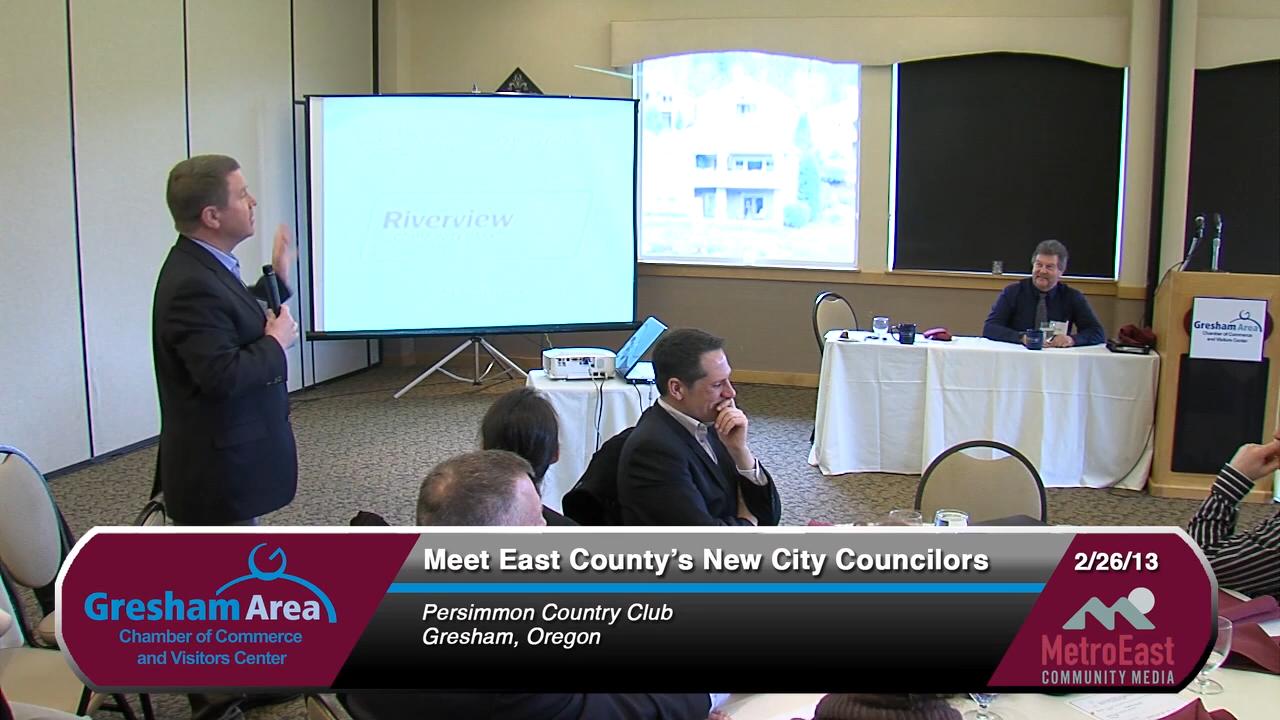 Riverview
Gresham Area
Chamber of Commerce
and Visitors Center
Gresham Area
Chamber of Commerce
and Visitors Center
Meet East County's New City Councilors
Persimmon Country Club
Gresham, Oregon
2/26/13
MetroEast
COMMUNITY MEDIA